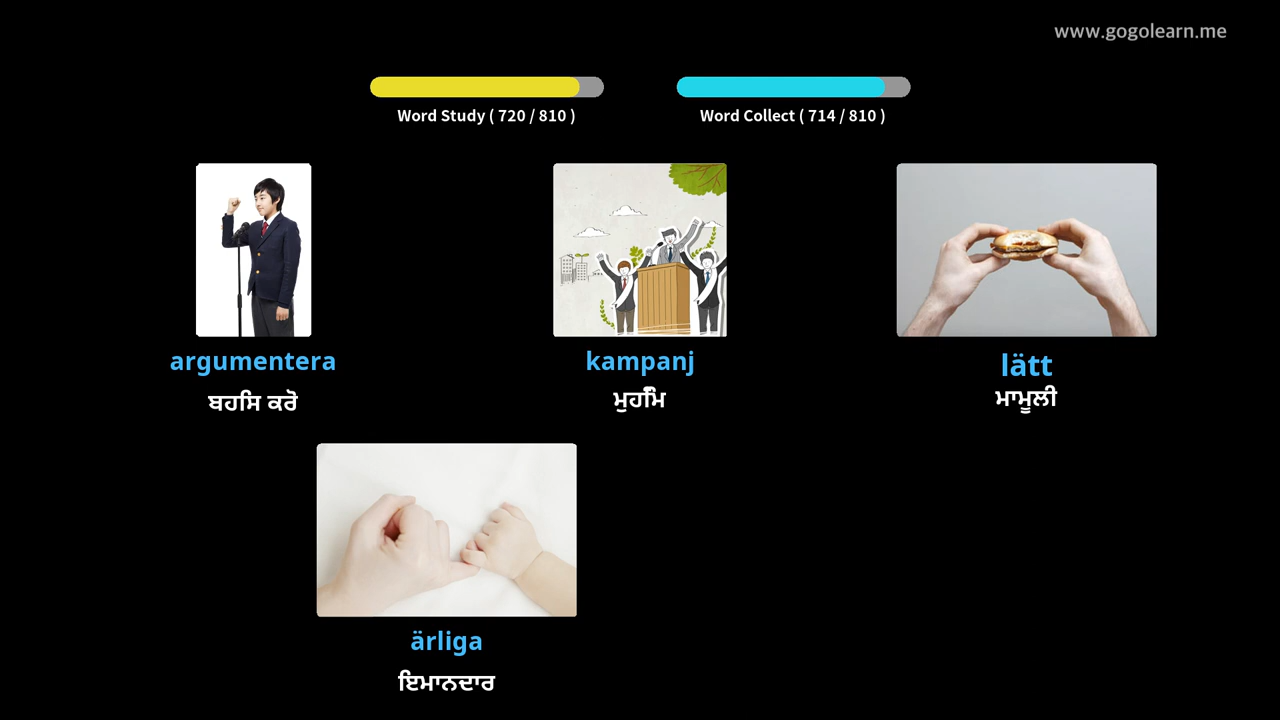 www.gogolearn.me
Word Study ( 720 / 810 )
Word Collect ( 714 / 810 )
argumentera
ਬਹਸਿ ਕਰੋ
kampanj
ਮੁਹਿੰਮ
lätt
ਮਾਮੂਲੀ
ärliga
ਇਮਾਨਦਾਰ